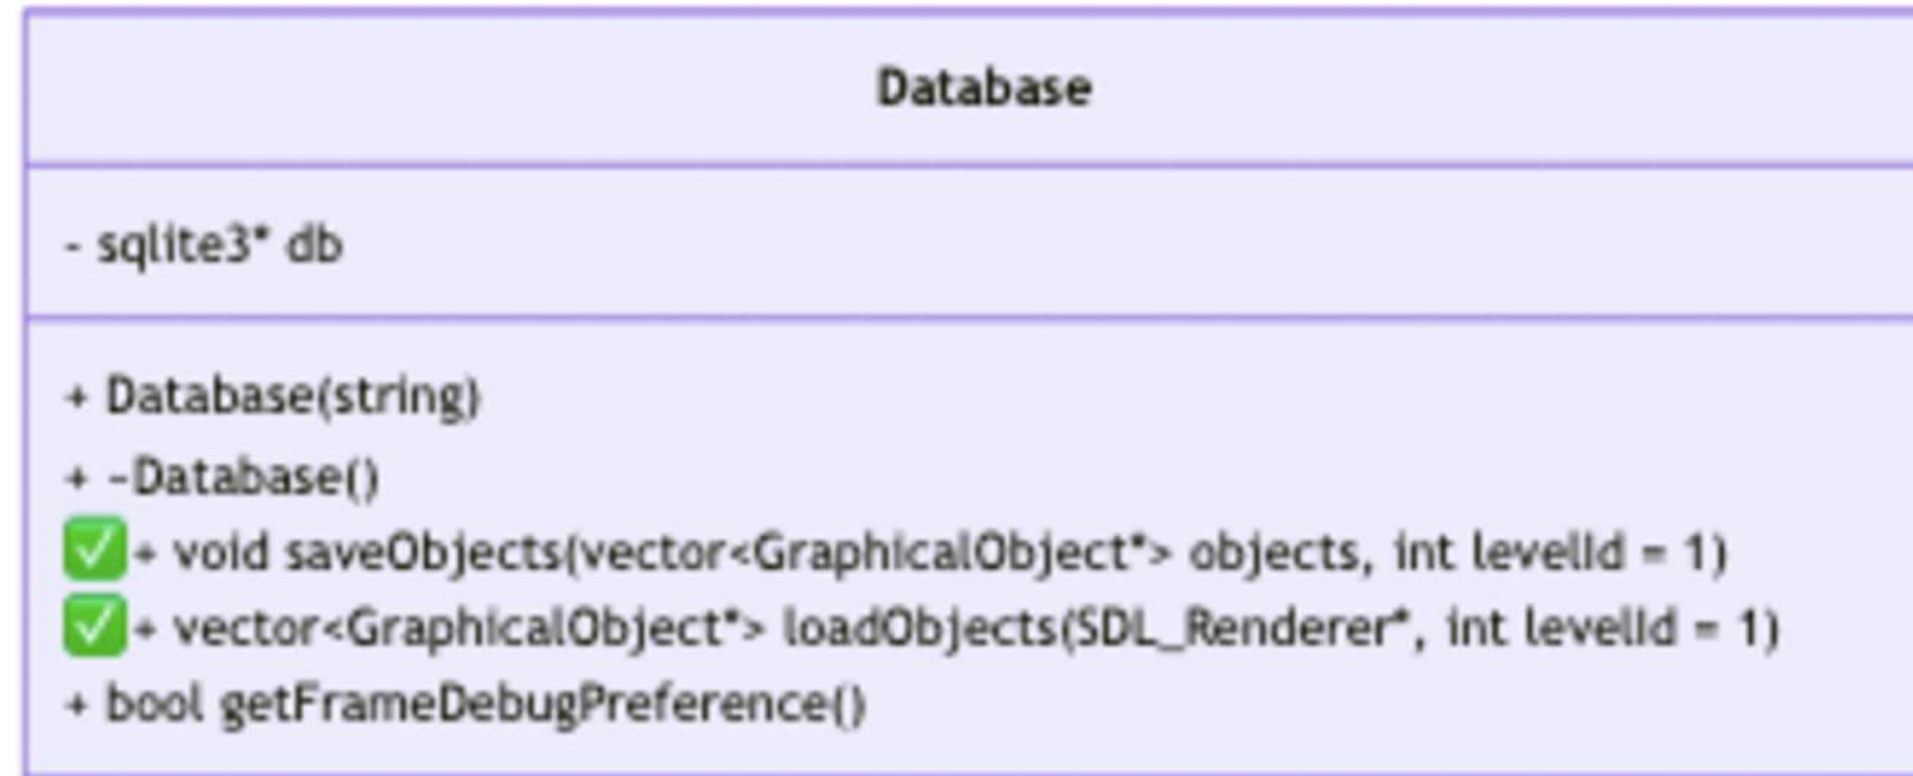 Database
- sqlite3* db
+ Database(string)
+ ~Database()
✅+ void saveObjects(vector<GraphicalObject*> objects, int levelId = 1)
✅+ vector<GraphicalObject*> loadObjects(SDL_Renderer*, int levelId = 1)
+ bool getFrameDebugPreference()